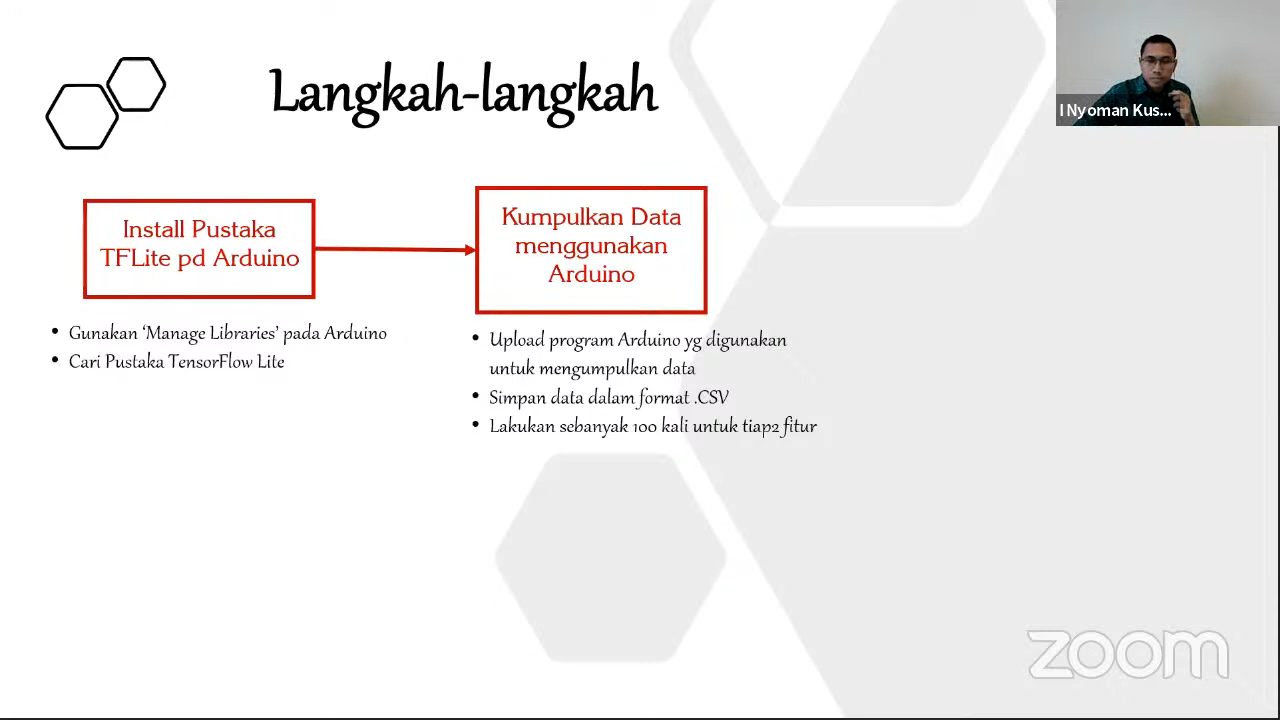 Langkah-langkah
I Nyoman Kus...
Install Pustaka
TFLite pd Arduino
Kumpulkan Data
menggunakan
Arduino
• Gunakan ‘Manage Libraries’ pada Arduino
• Cari Pustaka TensorFlow Lite
• Upload program Arduino yg digunakan
untuk mengumpulkan data
• Simpan data dalam format .CSV
• Lakukan sebanyak 100 kali untuk tiap2 fitur
zoom